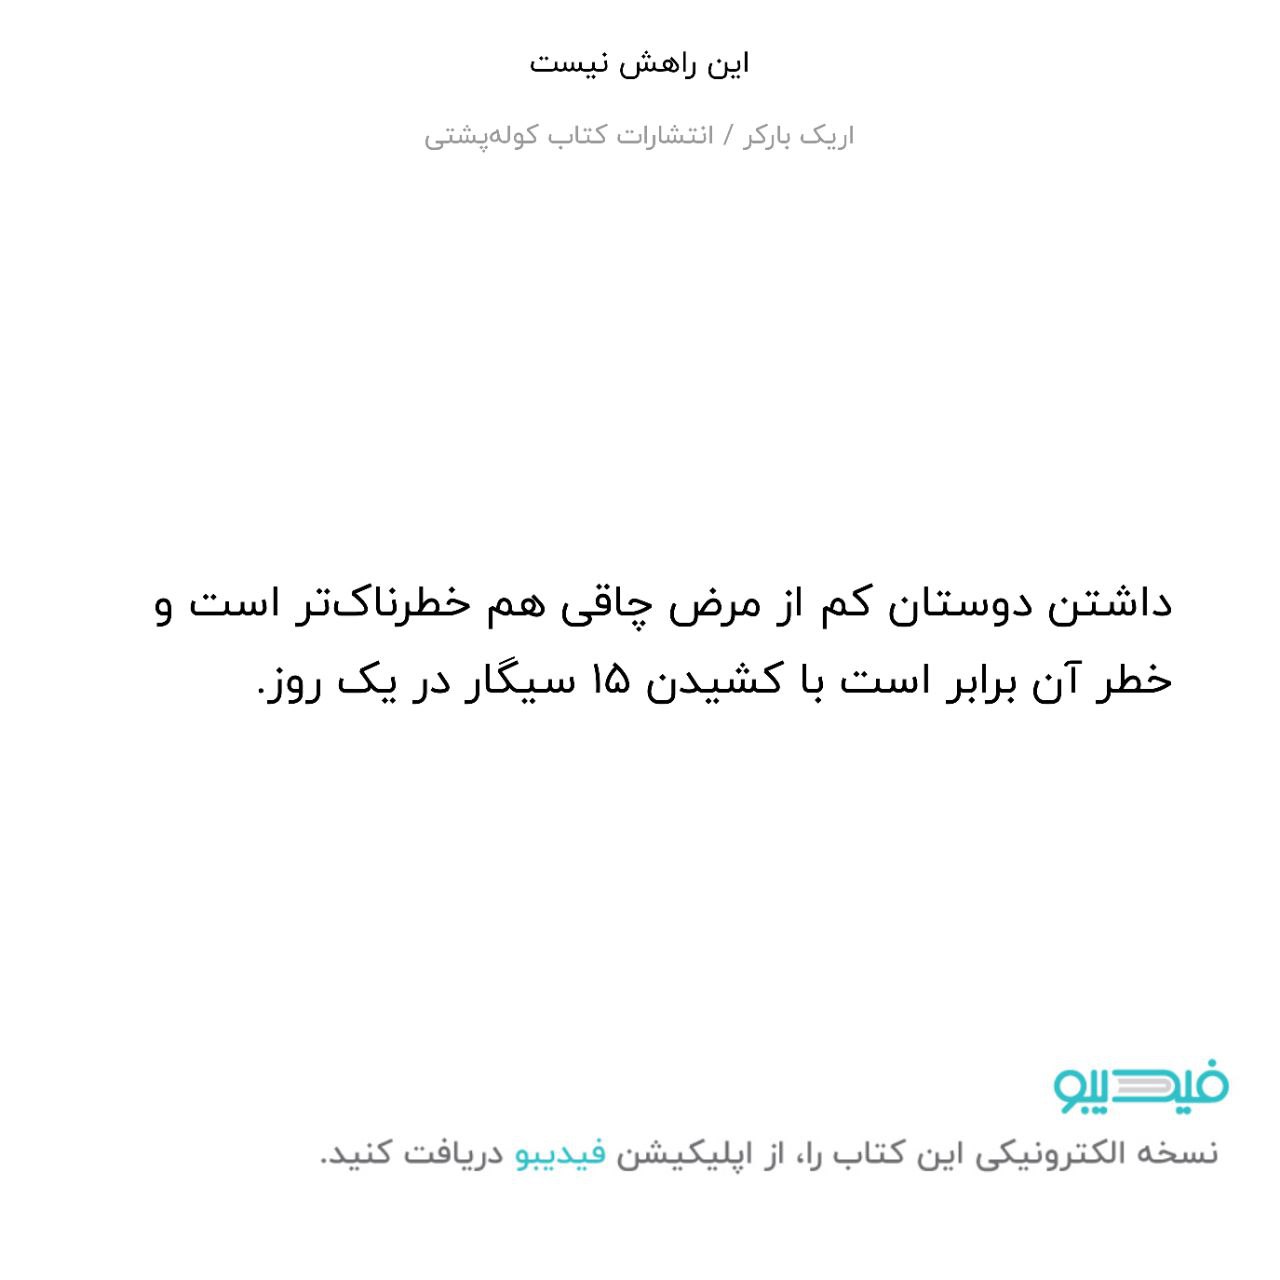 این راهش نیست
اریک بارکر / انتشارات کتاب کوله‌پشتی
داشتن دوستان کم از مرض چاقی هم خطرناک‌تر است و
خطر آن برابر است با کشیدن ۱۵ سیگار در یک روز.
فیدیبو
نسخه الکترونیکی این کتاب را، از اپلیکیشن فیدیبو دریافت کنید.